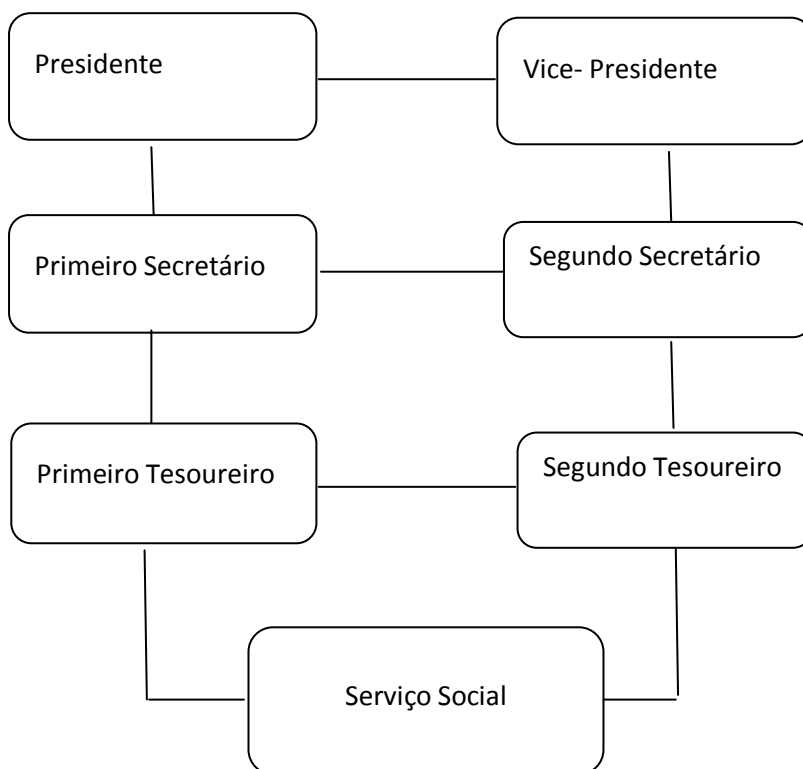 Presidente
Vice- Presidente
Primeiro Secretário
Segundo Secretário
Primeiro Tesoureiro
Segundo Tesoureiro
Serviço Social